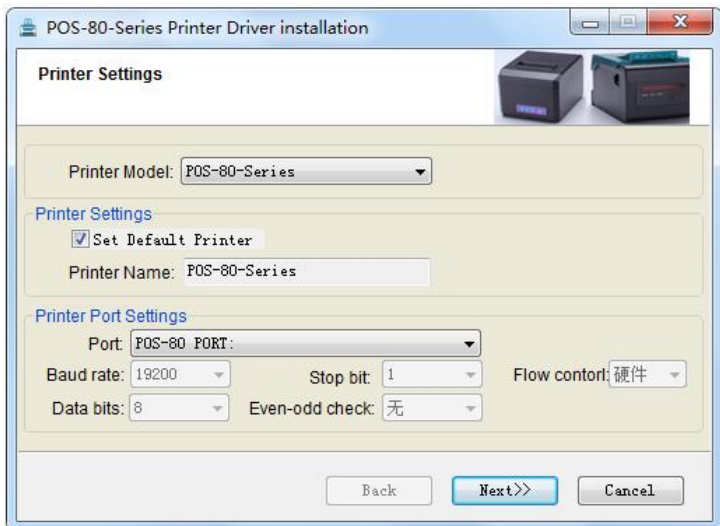 POS-80-Series Printer Driver installation
Printer Settings
Printer Model: POS-80-Series
Printer Settings
Set Default Printer
Printer Name: POS-80-Series
Printer Port Settings
Port: POS-80 PORT:
Baud rate: 19200 Stop bit: 1 Flow contorl: 硬件
Data bits: 8 Even-odd check: 无
Back Next>> Cancel